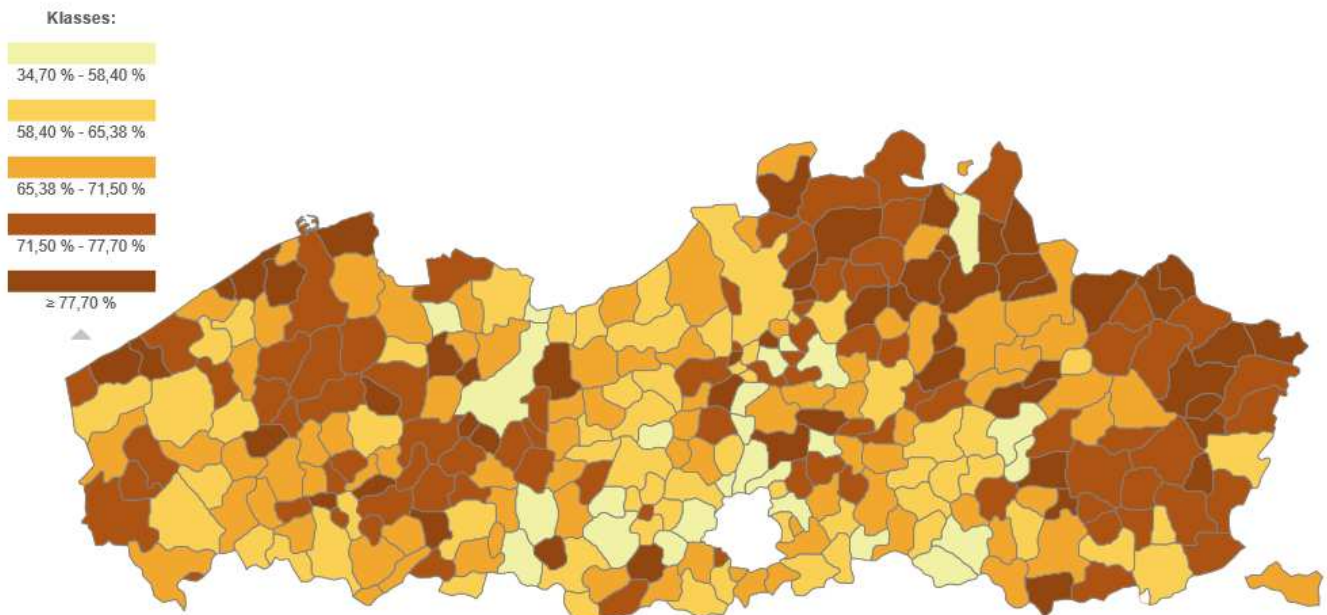 Klasses:
34,70 % - 58,40 %
58,40 % - 65,38 %
65,38 % - 71,50 %
71,50 % - 77,70 %
≥ 77,70 %